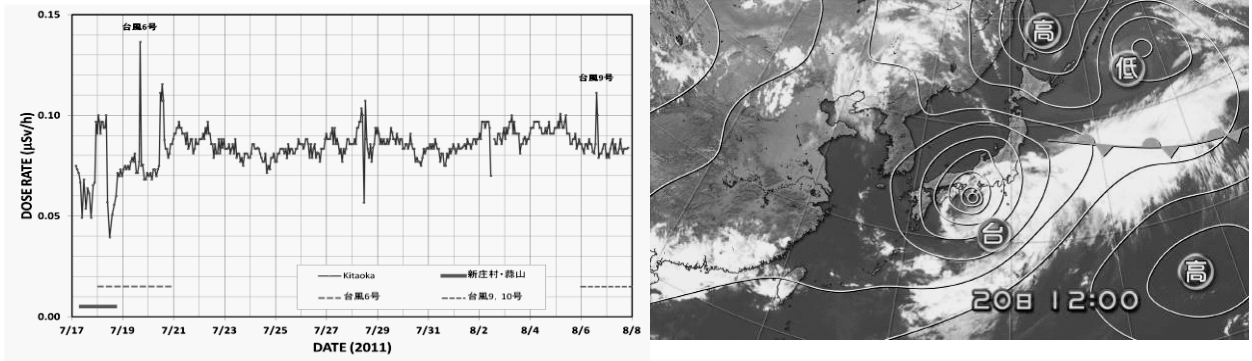 台風6号
台風9号
0.15
0.10
0.05
0.00
DOSE RATE (μSv/h)
Kitaoka
新庄村・蒜山
台風6号
台風9, 10号
7/17
7/19
7/21
7/23
7/25
7/27
7/29
7/31
8/2
8/4
8/6
8/8
DATE (2011)
高
低
台
高
20日 12:00